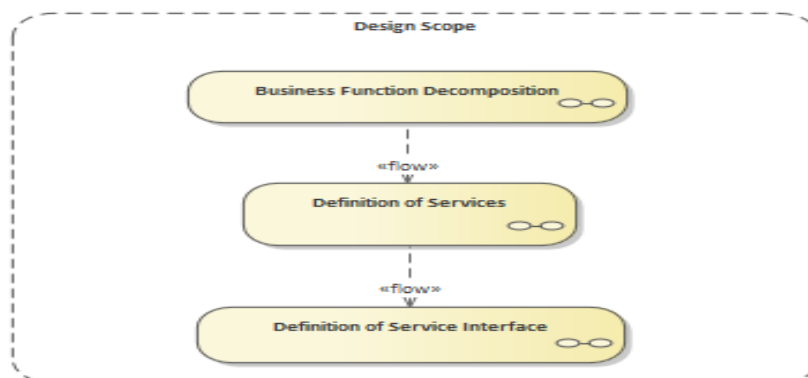 Design Scope
Business Function Decomposition
«flow»
Definition of Services
«flow»
Definition of Service Interface